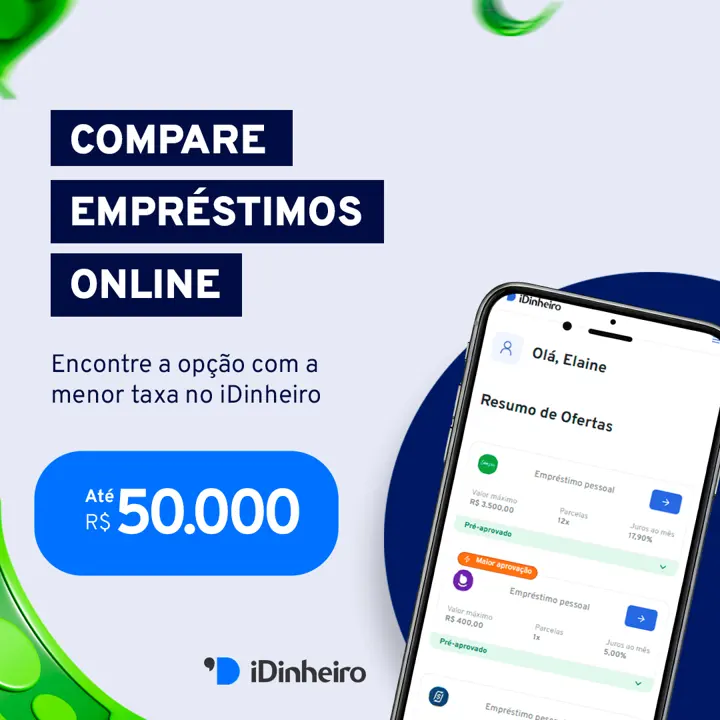 COMPARE
EMPRÉSTIMOS
ONLINE
Encontre a opção com a
menor taxa no iDinheiro
Até
R$ 50.000
iDinheiro
iDinheiro
Olá, Elaine
Resumo de Ofertas
Empréstimo pessoal
Valor máximo
R$ 3.500,00
Parcelas
12x
Juros ao mês
17,90%
Pré-aprovado
Maior aprovação
Empréstimo pessoal
Valor máximo
R$ 400,00
Parcelas
1x
Juros ao mês
5,00%
Pré-aprovado
Empréstimo pessoal